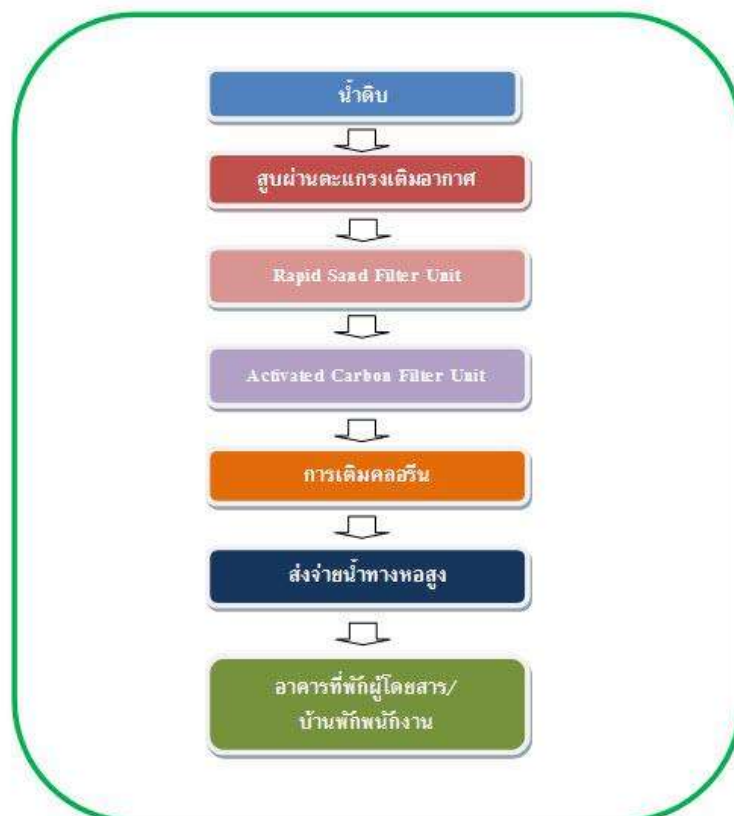 น้ำดิบ
สูบผ่านตะแกรงเติมอากาศ
Rapid Sand Filter Unit
Activated Carbon Filter Unit
การเติมคลอรีน
ส่งจ่ายน้ำทางหอสูง
อาคารที่พักผู้โดยสาร/
บ้านพักพนักงาน